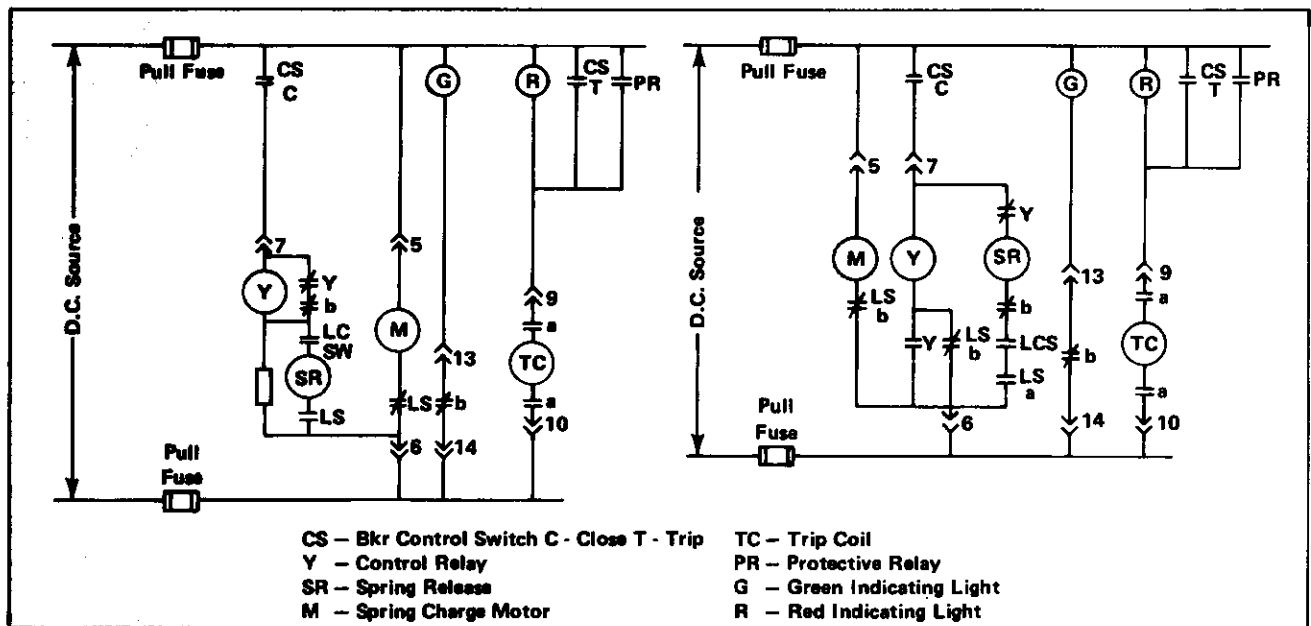 Pull Fuse
CS
C
G
R
CS
T
PR
D.C. Source
7
5
Y
Y
b
LC
SW
SR
LS
M
LS
6
13
b
14
9
a
TC
a
10
Pull
Fuse
Pull Fuse
CS
C
G
R
CS
T
PR
D.C. Source
5
7
Y
M
Y
SR
LS
b
Y
LS
b
b
LCS
LS
a
6
13
b
14
9
a
TC
a
10
Pull
Fuse
CS – Bkr Control Switch C - Close T - Trip
Y – Control Relay
SR – Spring Release
M – Spring Charge Motor
TC – Trip Coil
PR – Protective Relay
G – Green Indicating Light
R – Red Indicating Light